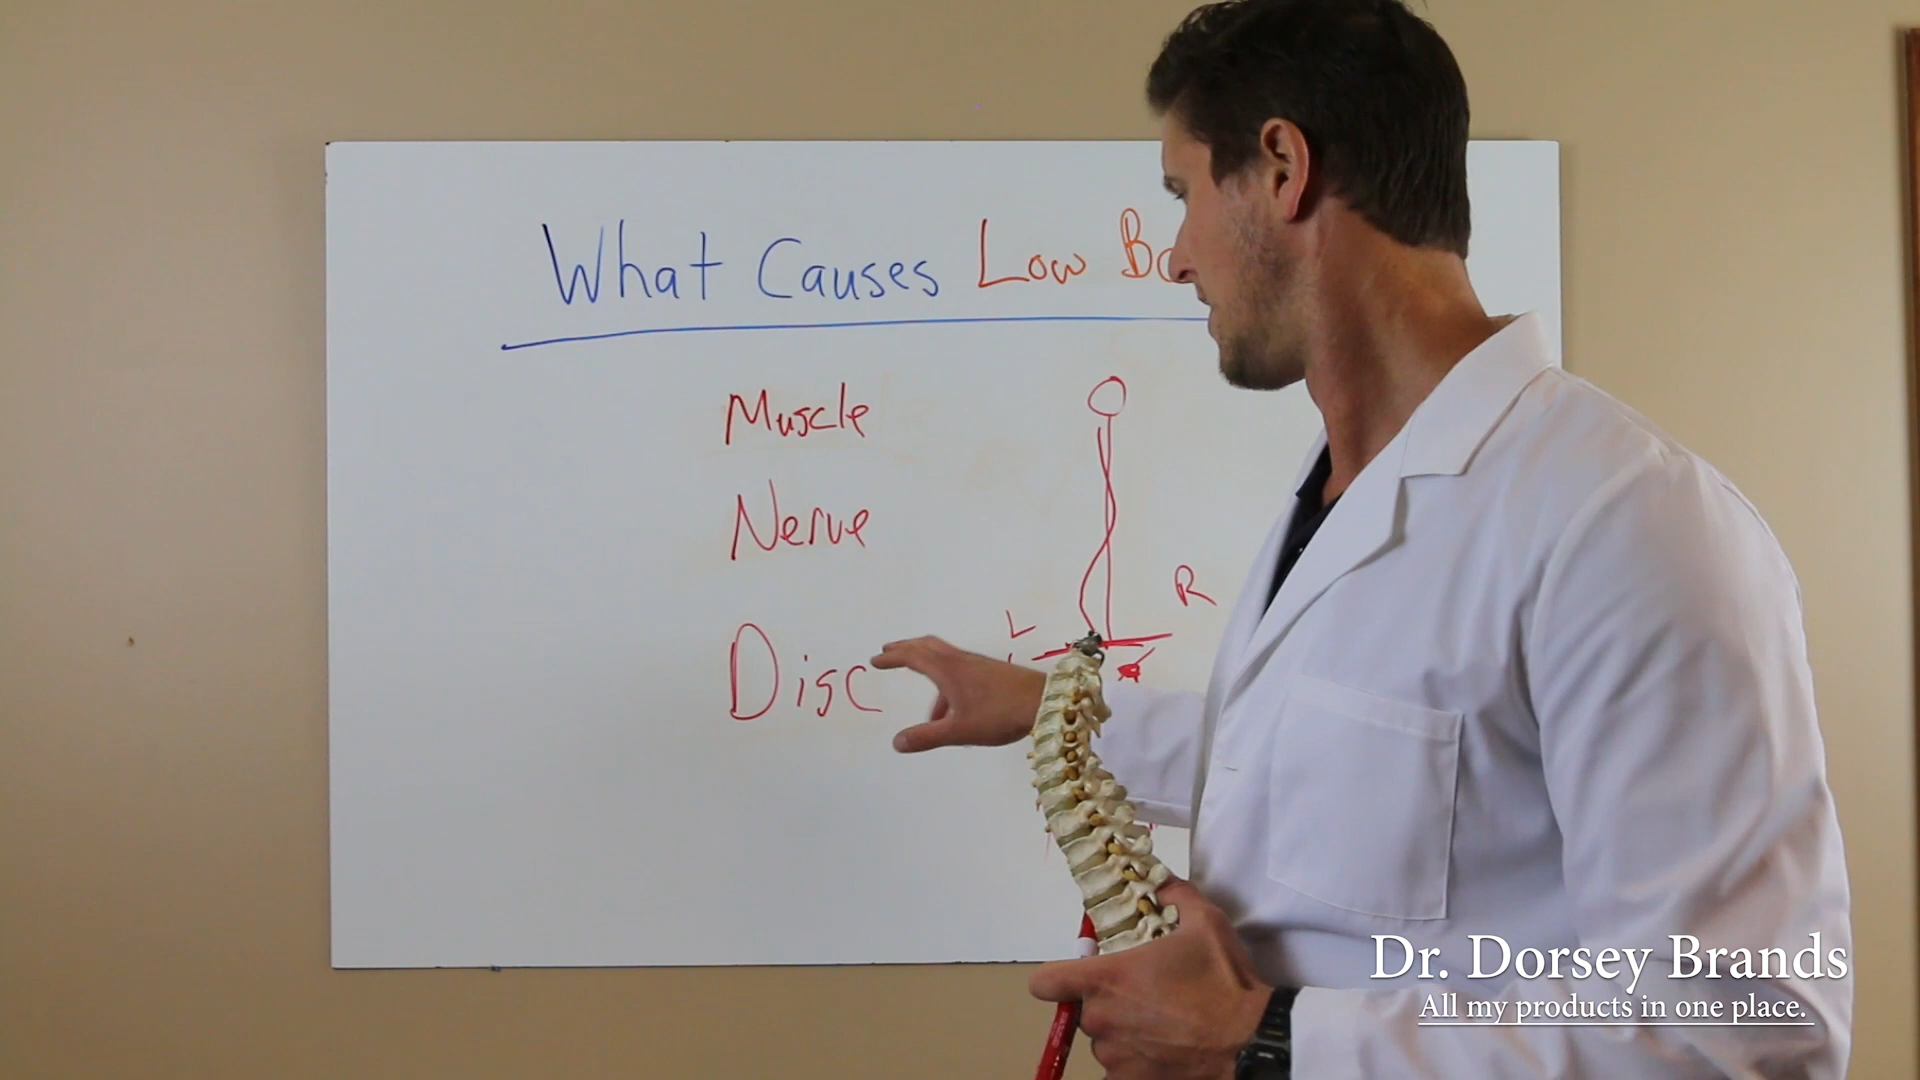 What Causes Low Ba
Muscle
Nerve
Disc
R
L
Dr. Dorsey Brands
All my products in one place.